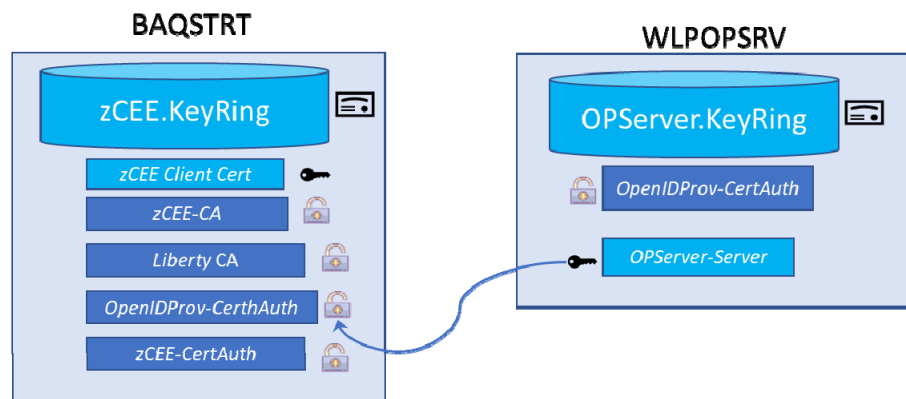 BAQSTRT
zCEE.KeyRing
zCEE Client Cert
zCEE-CA
Liberty CA
OpenIDProv-CerthAuth
zCEE-CertAuth
WLPOPSRV
OPServer.KeyRing
OpenIDProv-CertAuth
OPServer-Server